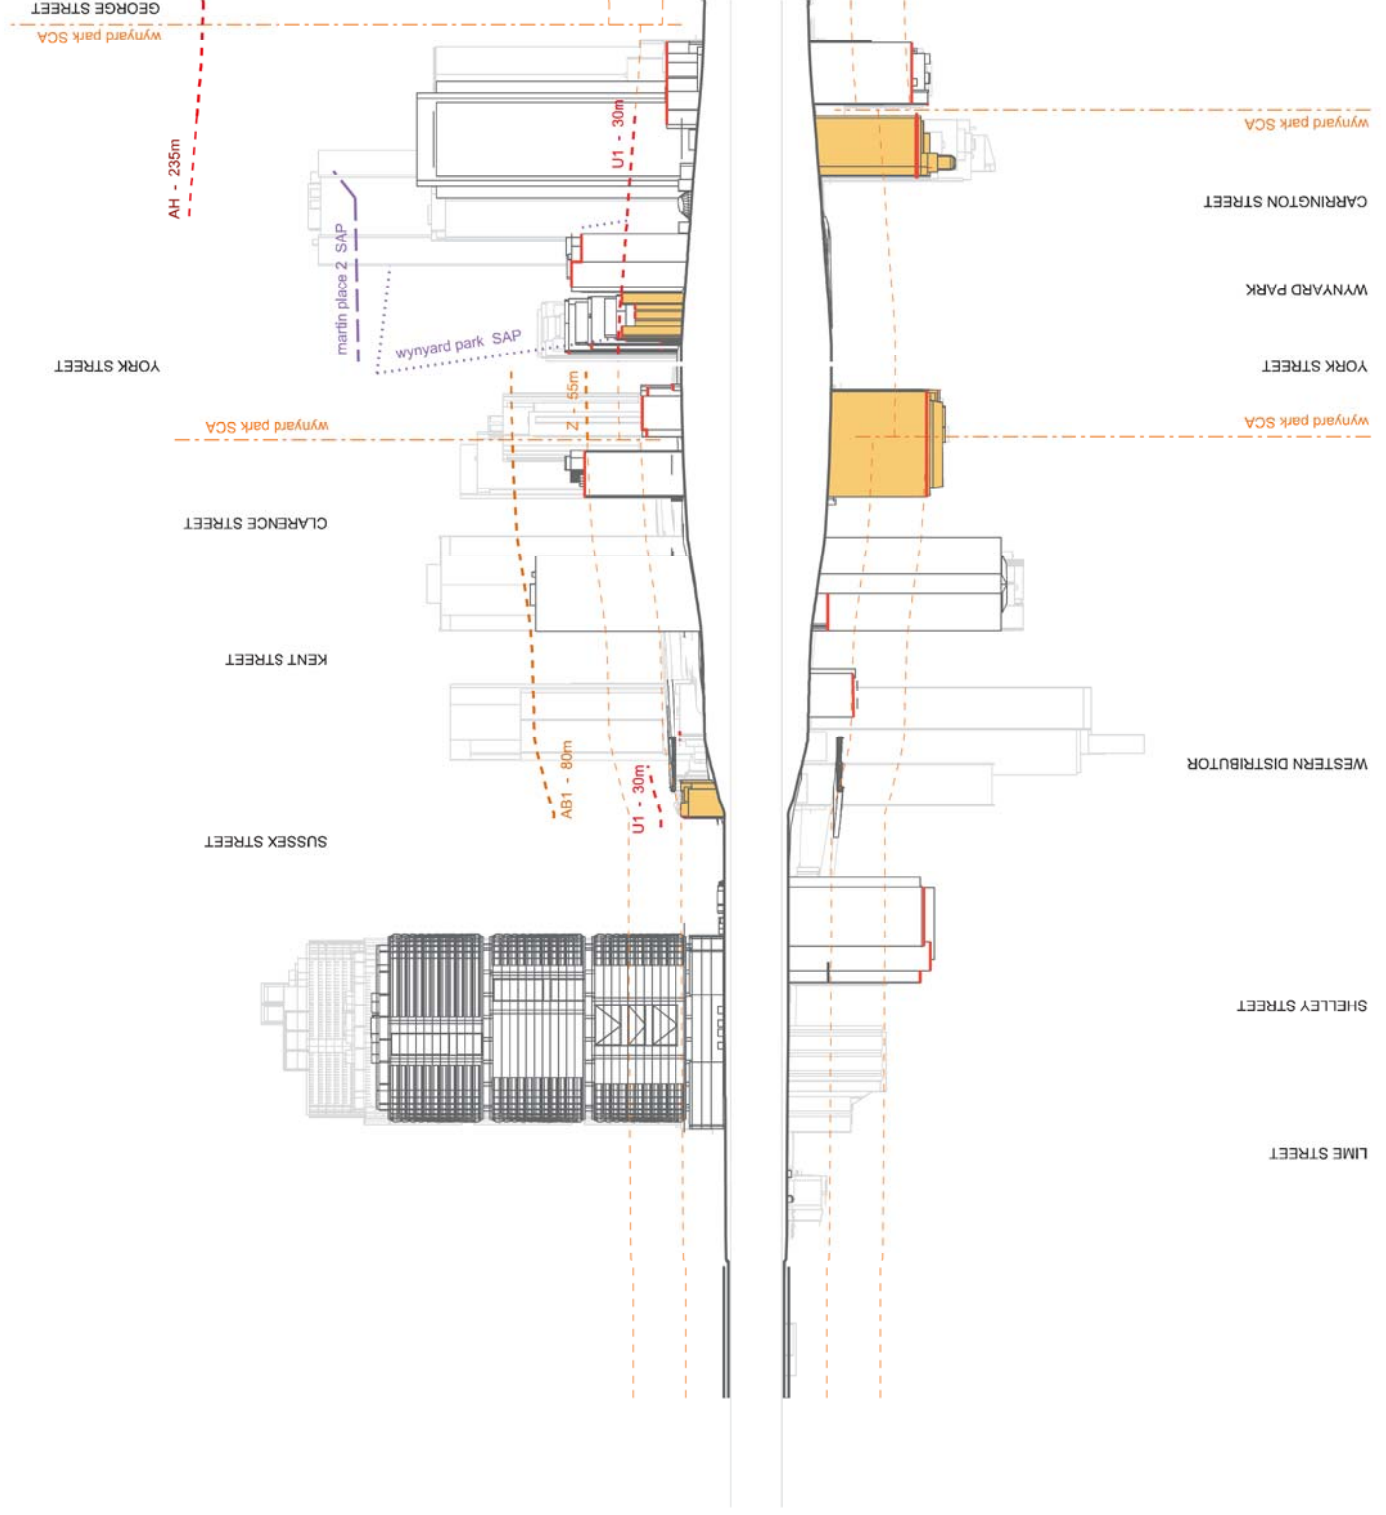 GEORGE STREET
wynyard park SCA
AH - 235m
U1 - 30m
martin place 2 SAP
wynyard park SAP
YORK STREET
Z - 55m
wynyard park SCA
CLARENCE STREET
KENT STREET
AB1 - 80m
U1 - 30m
SUSSEX STREET
wynyard park SCA
CARRINGTON STREET
WYNYARD PARK
YORK STREET
wynyard park SCA
WESTERN DISTRIBUTOR
SHELLEY STREET
LIME STREET